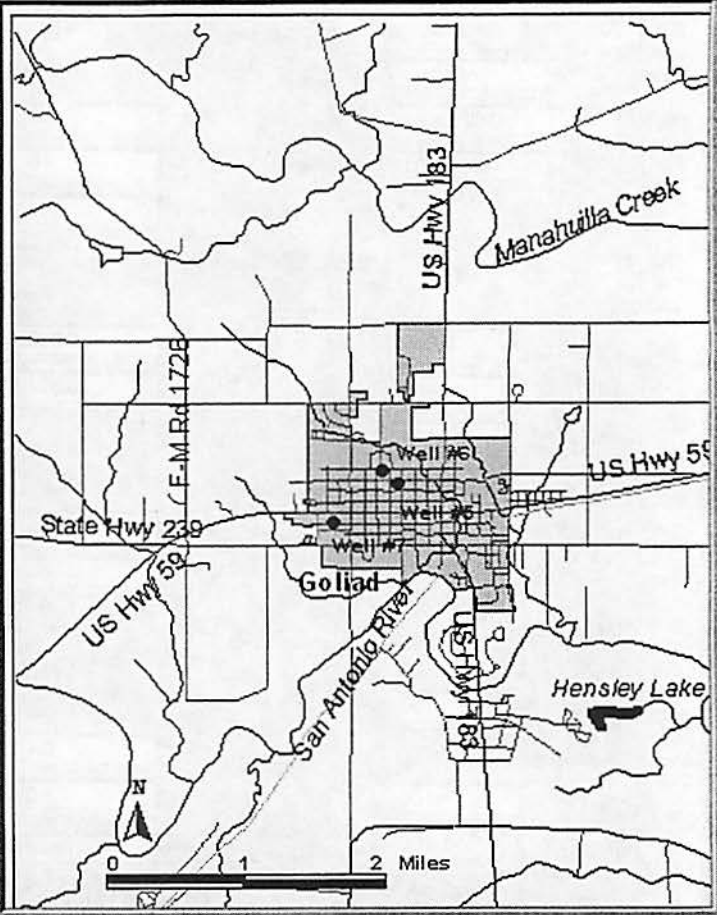 US Hwy 183
Manahuilla Creek
F-M Rd 1726
Well #6
US Hwy 59
Well #5
State Hwy 239
Well #7
US Hwy 59
Goliad
San Antonio River
US Hwy 183
Hensley Lake
N
0 1 2 Miles